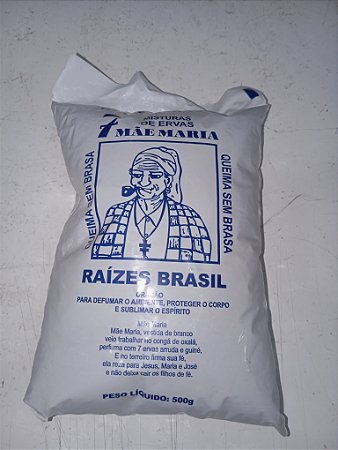 7 MISTURAS
DE ERVAS
MÃE MARIA
QUEIMA SEM BRASA
QUEIMA SEM BRASA
RAÍZES BRASIL
ORAÇÃO
PARA DEFUMAR O AMBIENTE, PROTEGER O CORPO
E SUBLIMAR O ESPÍRITO
Mãe Maria
Mãe Maria, vestida de branco
veio trabalhar no congá de oxalá,
perfuma com 7 ervas arruda e guiné,
E no terreiro firma sua fé,
ela reza para Jesus, Maria e José
e não deixa cair os filhos de fé.
PESO LÍQUIDO: 500g